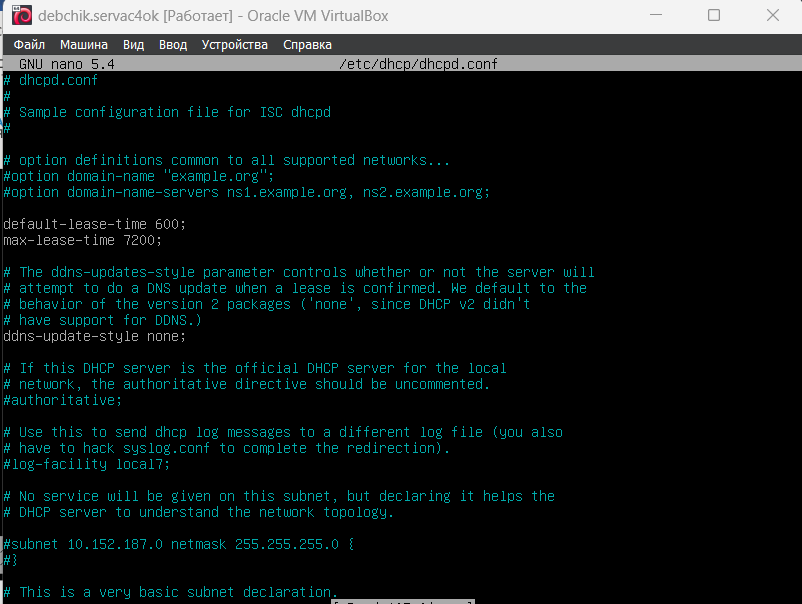 debchik.servac4ok [Работает] - Oracle VM VirtualBox
Файл Машина Вид Ввод Устройства Справка
GNU nano 5.4 /etc/dhcp/dhcpd.conf
# dhcpd.conf
#
# Sample configuration file for ISC dhcpd
#
# option definitions common to all supported networks...
#option domain-name "example.org";
#option domain-name-servers ns1.example.org, ns2.example.org;
default-lease-time 600;
max-lease-time 7200;
# The ddns-updates-style parameter controls whether or not the server will
# attempt to do a DNS update when a lease is confirmed. We default to the
# behavior of the version 2 packages ('none', since DHCP v2 didn't
# have support for DDNS.)
ddns-update-style none;
# If this DHCP server is the official DHCP server for the local
# network, the authoritative directive should be uncommented.
#authoritative;
# Use this to send dhcp log messages to a different log file (you also
# have to hack syslog.conf to complete the redirection).
#log-facility local7;
# No service will be given on this subnet, but declaring it helps the
# DHCP server to understand the network topology.
#subnet 10.152.187.0 netmask 255.255.255.0 {
#}
# This is a very basic subnet declaration.